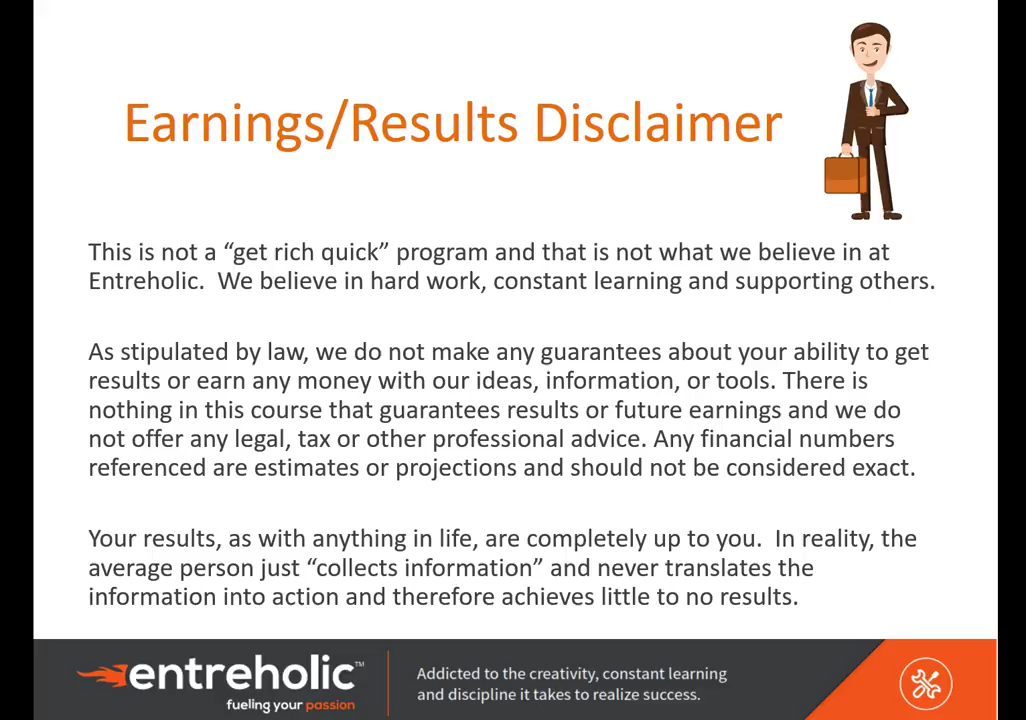 Earnings/Results Disclaimer
This is not a “get rich quick” program and that is not what we believe in at
Entreholic.  We believe in hard work, constant learning and supporting others.
As stipulated by law, we do not make any guarantees about your ability to get
results or earn any money with our ideas, information, or tools. There is
nothing in this course that guarantees results or future earnings and we do
not offer any legal, tax or other professional advice. Any financial numbers
referenced are estimates or projections and should not be considered exact.
Your results, as with anything in life, are completely up to you.  In reality, the
average person just “collects information” and never translates the
information into action and therefore achieves little to no results.
entreholic™
fueling your passion
Addicted to the creativity, constant learning
and discipline it takes to realize success.